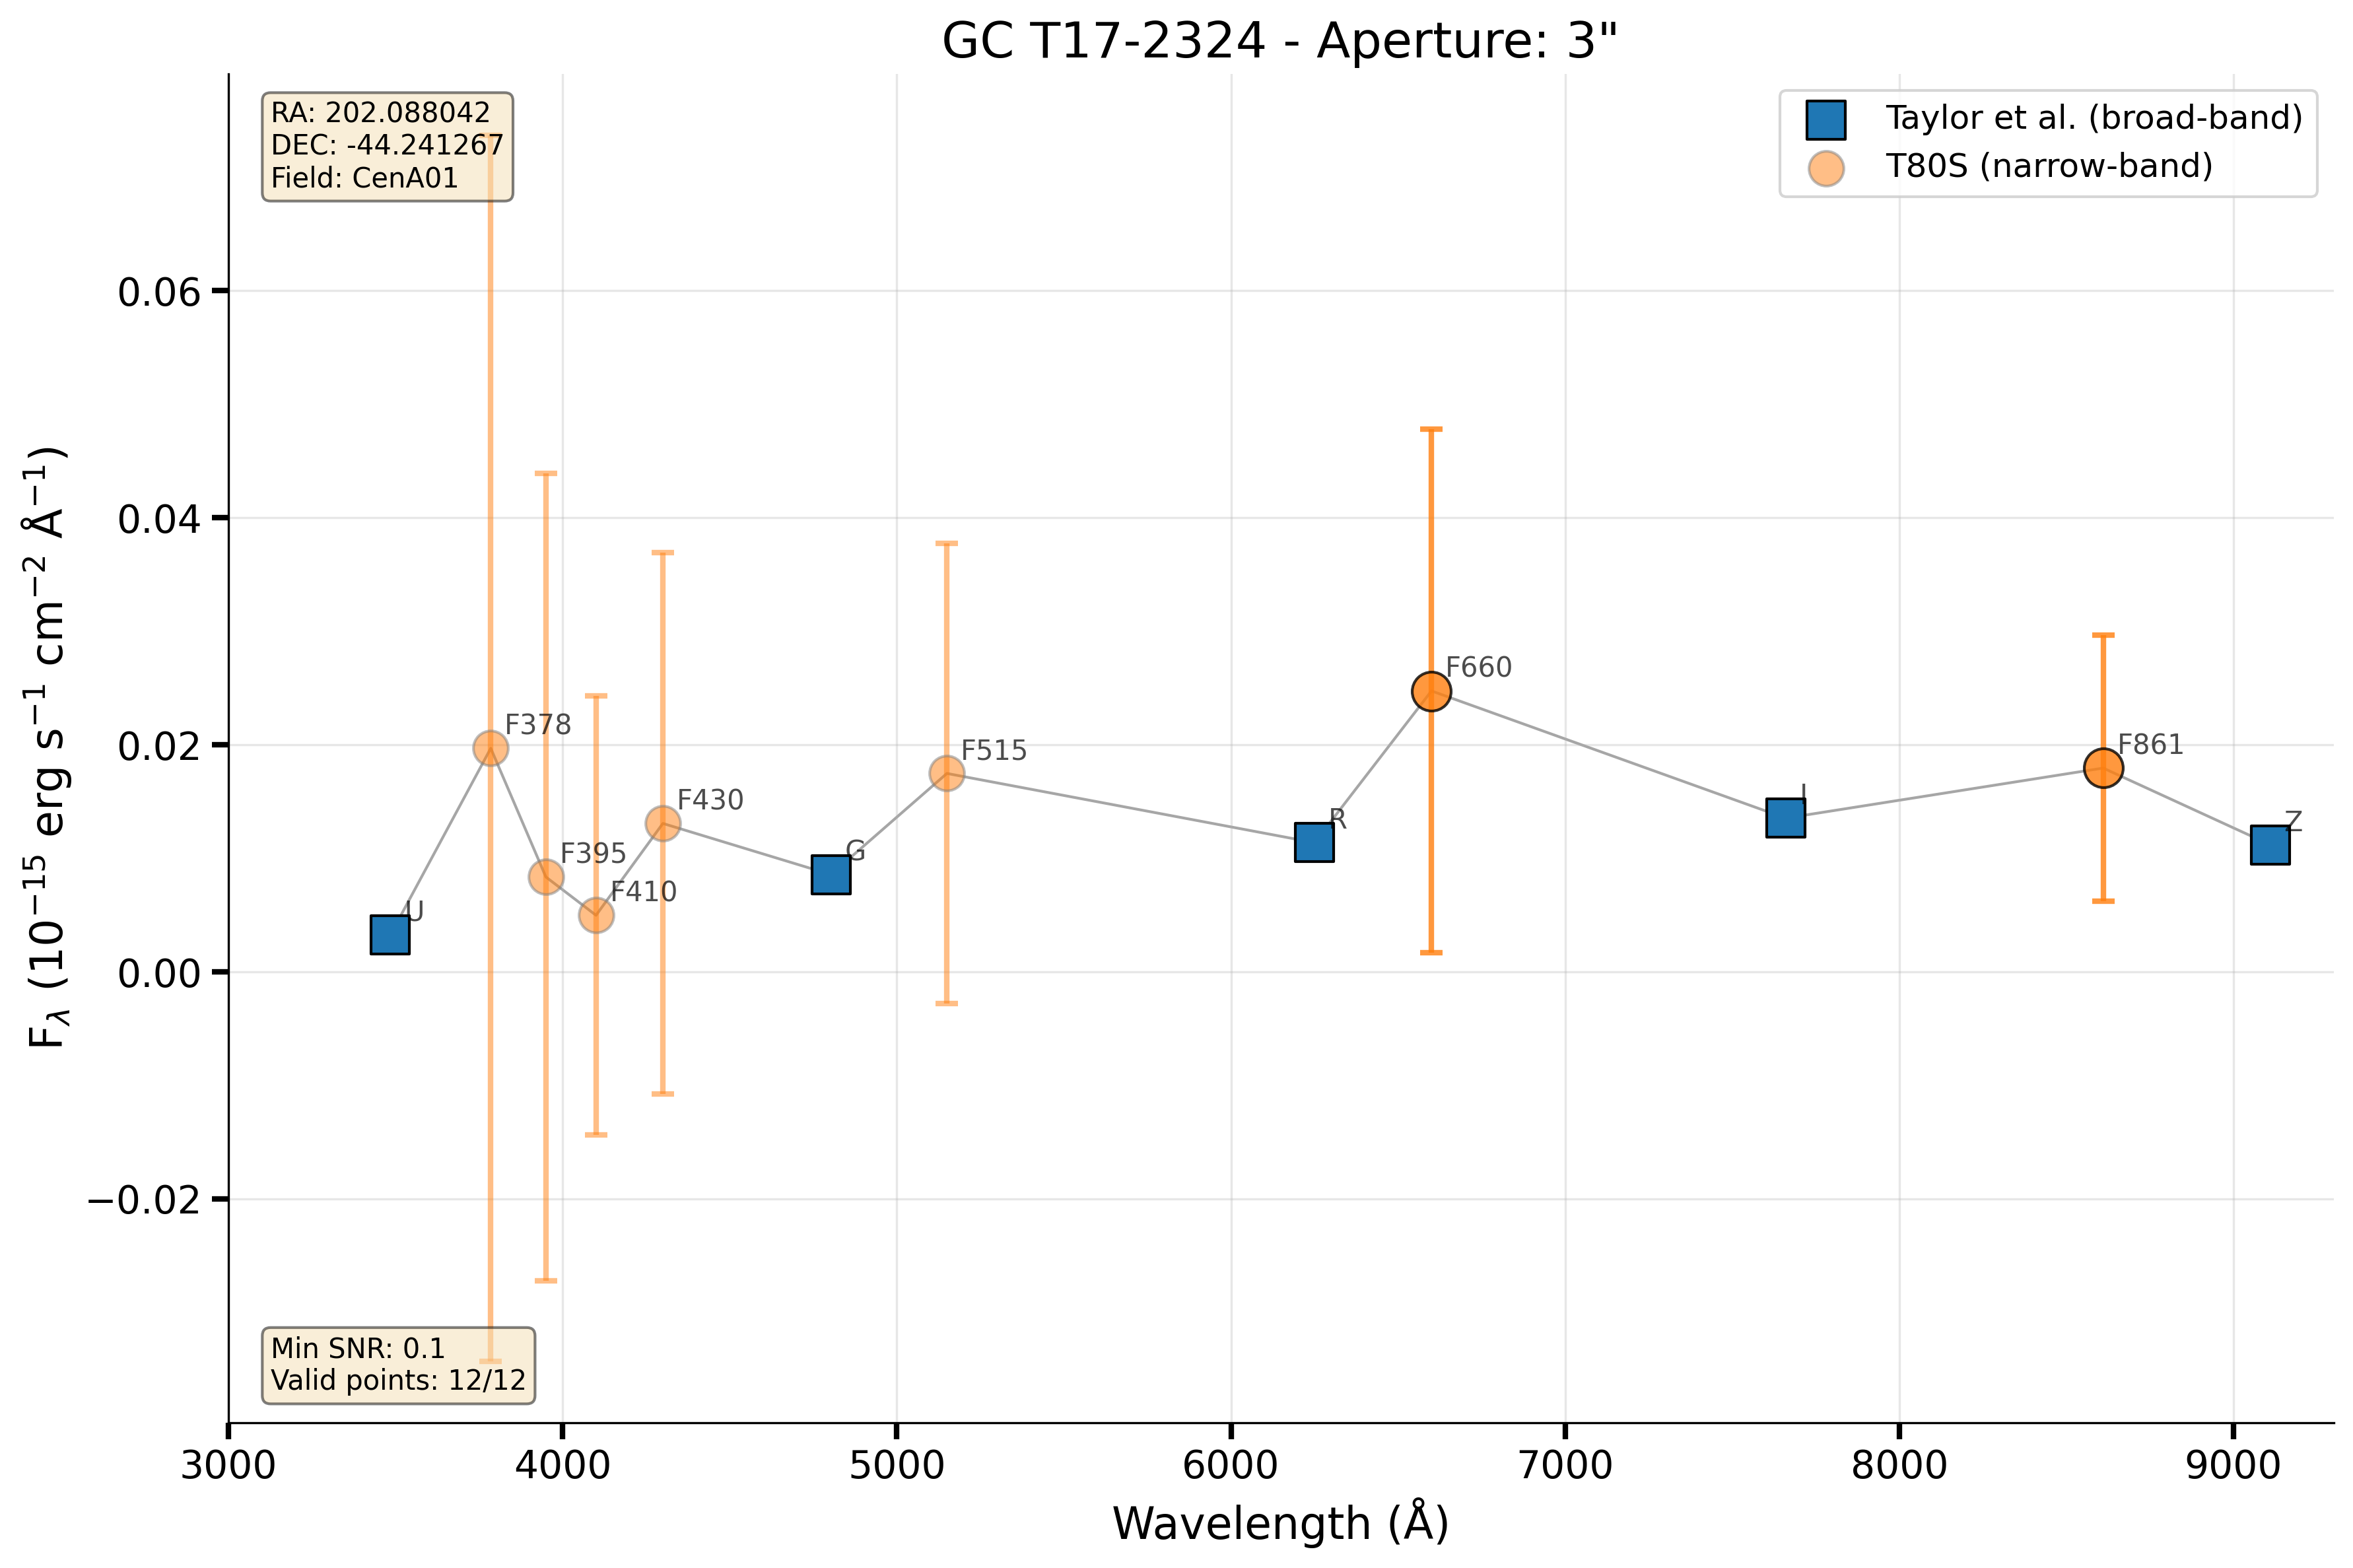 GC T17-2324 - Aperture: 3"
RA: 202.088042
DEC: -44.241267
Field: CenA01
Taylor et al. (broad-band)
T80S (narrow-band)
0.06
0.04
0.02
0.00
−0.02
F$_{λ}$ (10$^{−15}$ erg s$^{−1}$ cm$^{−2}$ Å$^{−1}$)
U
F378
F395
F410
F430
G
F515
R
F660
I
F861
Z
Min SNR: 0.1
Valid points: 12/12
3000
4000
5000
6000
7000
8000
9000
Wavelength (Å)